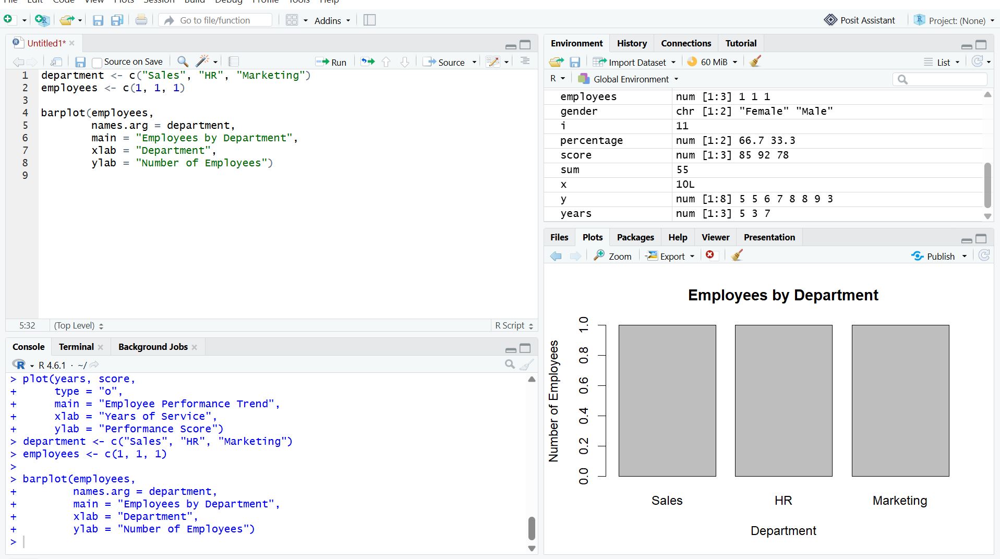 File Edit Code View Plots Session Build Debug Profile Tools Help
Go to file/function
Addins
Posit Assistant
Project: (None)
Untitled1*
Source on Save
Run
Source
1 department <- c("Sales", "HR", "Marketing")
2 employees <- c(1, 1, 1)
3
4 barplot(employees,
5         names.arg = department,
6         main = "Employees by Department",
7         xlab = "Department",
8         ylab = "Number of Employees")
9
5:32
(Top Level)
R Script
Console
Terminal
Background Jobs
R 4.6.1 · ~/
> plot(years, score,
+      type = "o",
+      main = "Employee Performance Trend",
+      xlab = "Years of Service",
+      ylab = "Performance Score")
> department <- c("Sales", "HR", "Marketing")
> employees <- c(1, 1, 1)
>
> barplot(employees,
+         names.arg = department,
+         main = "Employees by Department",
+         xlab = "Department",
+         ylab = "Number of Employees")
>
Environment
History
Connections
Tutorial
Import Dataset
60 MiB
List
R
Global Environment
employees num [1:3] 1 1 1
gender chr [1:2] "Female" "Male"
i 11
percentage num [1:2] 66.7 33.3
score num [1:3] 85 92 78
sum 55
x 10L
y num [1:8] 5 5 6 7 8 8 9 3
years num [1:3] 5 3 7
Files
Plots
Packages
Help
Viewer
Presentation
Zoom
Export
Publish
Employees by Department
Number of Employees
1.0
0.8
0.6
0.4
0.2
0.0
Sales
HR
Marketing
Department